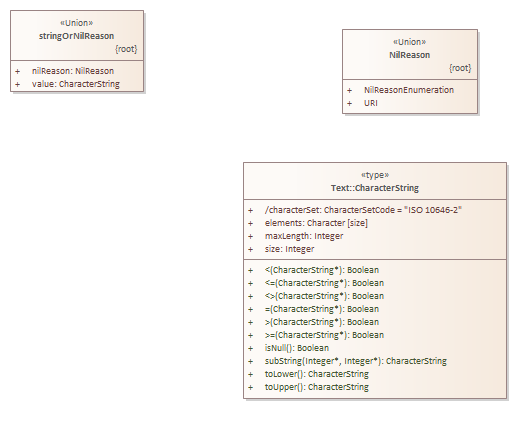 «Union»
stringOrNilReason
{root}
+ nilReason: NilReason
+ value: CharacterString
«Union»
NilReason
{root}
+ NilReasonEnumeration
+ URI
«type»
Text::CharacterString
+ /characterSet: CharacterSetCode = "ISO 10646-2"
+ elements: Character [size]
+ maxLength: Integer
+ size: Integer
+ <(CharacterString*): Boolean
+ <=(CharacterString*): Boolean
+ <>(CharacterString*): Boolean
+ =(CharacterString*): Boolean
+ >(CharacterString*): Boolean
+ >=(CharacterString*): Boolean
+ isNull(): Boolean
+ subString(Integer*, Integer*): CharacterString
+ toLower(): CharacterString
+ toUpper(): CharacterString